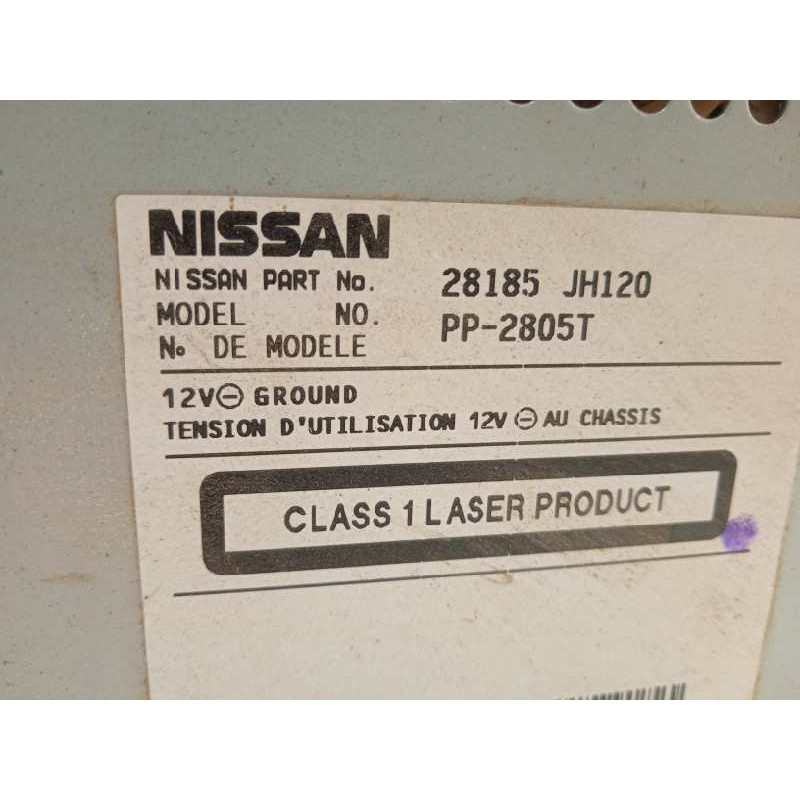 NISSAN
NISSAN PART No. 28185 JH120
MODEL NO. PP-2805T
No DE MODELE
12V⊖ GROUND
TENSION D'UTILISATION 12V ⊖ AU CHASSIS
CLASS 1 LASER PRODUCT